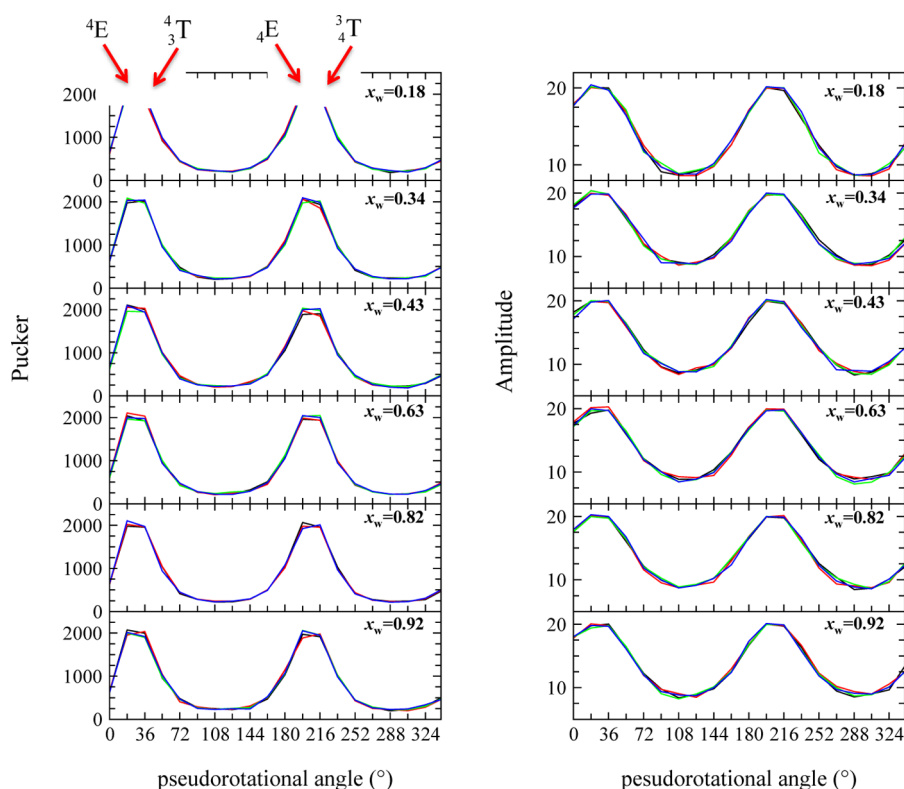 ⁴E ⁴₃T ₄E ³₄T
2000
1000
0
xw=0.18
2000
1000
0
xw=0.34
2000
1000
0
xw=0.43
2000
1000
0
xw=0.63
2000
1000
0
xw=0.82
2000
1000
0
xw=0.92
0 36 72 108 144 180 216 252 288 324
Pucker
pseudorotational angle (°)
20
10
xw=0.18
20
10
xw=0.34
20
10
xw=0.43
20
10
xw=0.63
20
10
xw=0.82
20
10
xw=0.92
0 36 72 108 144 180 216 252 288 324
Amplitude
pesudorotational angle (°)